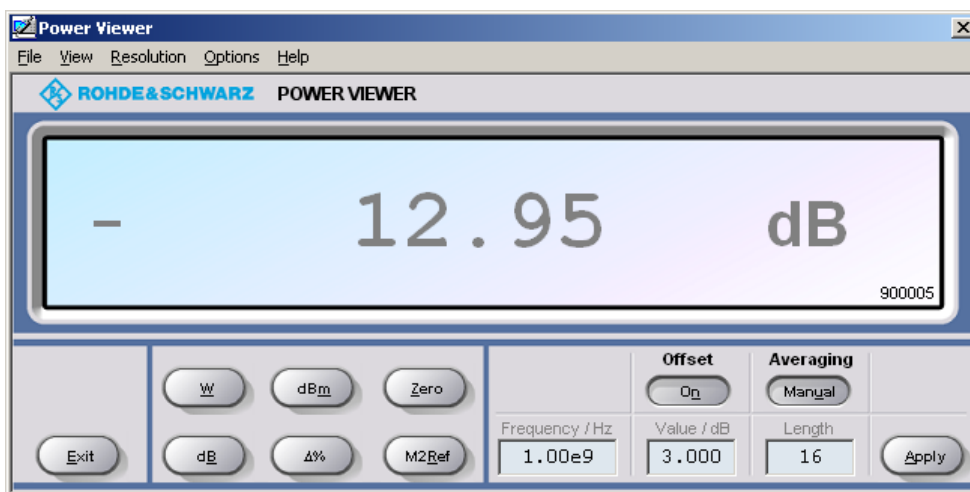 Power Viewer
File View Resolution Options Help
ROHDE&SCHWARZ POWER VIEWER
- 12.95 dB
900005
Offset Averaging
W dBm Zero On Manual
Frequency / Hz Value / dB Length
Exit dB Δ% M2Ref 1.00e9 3.000 16 Apply